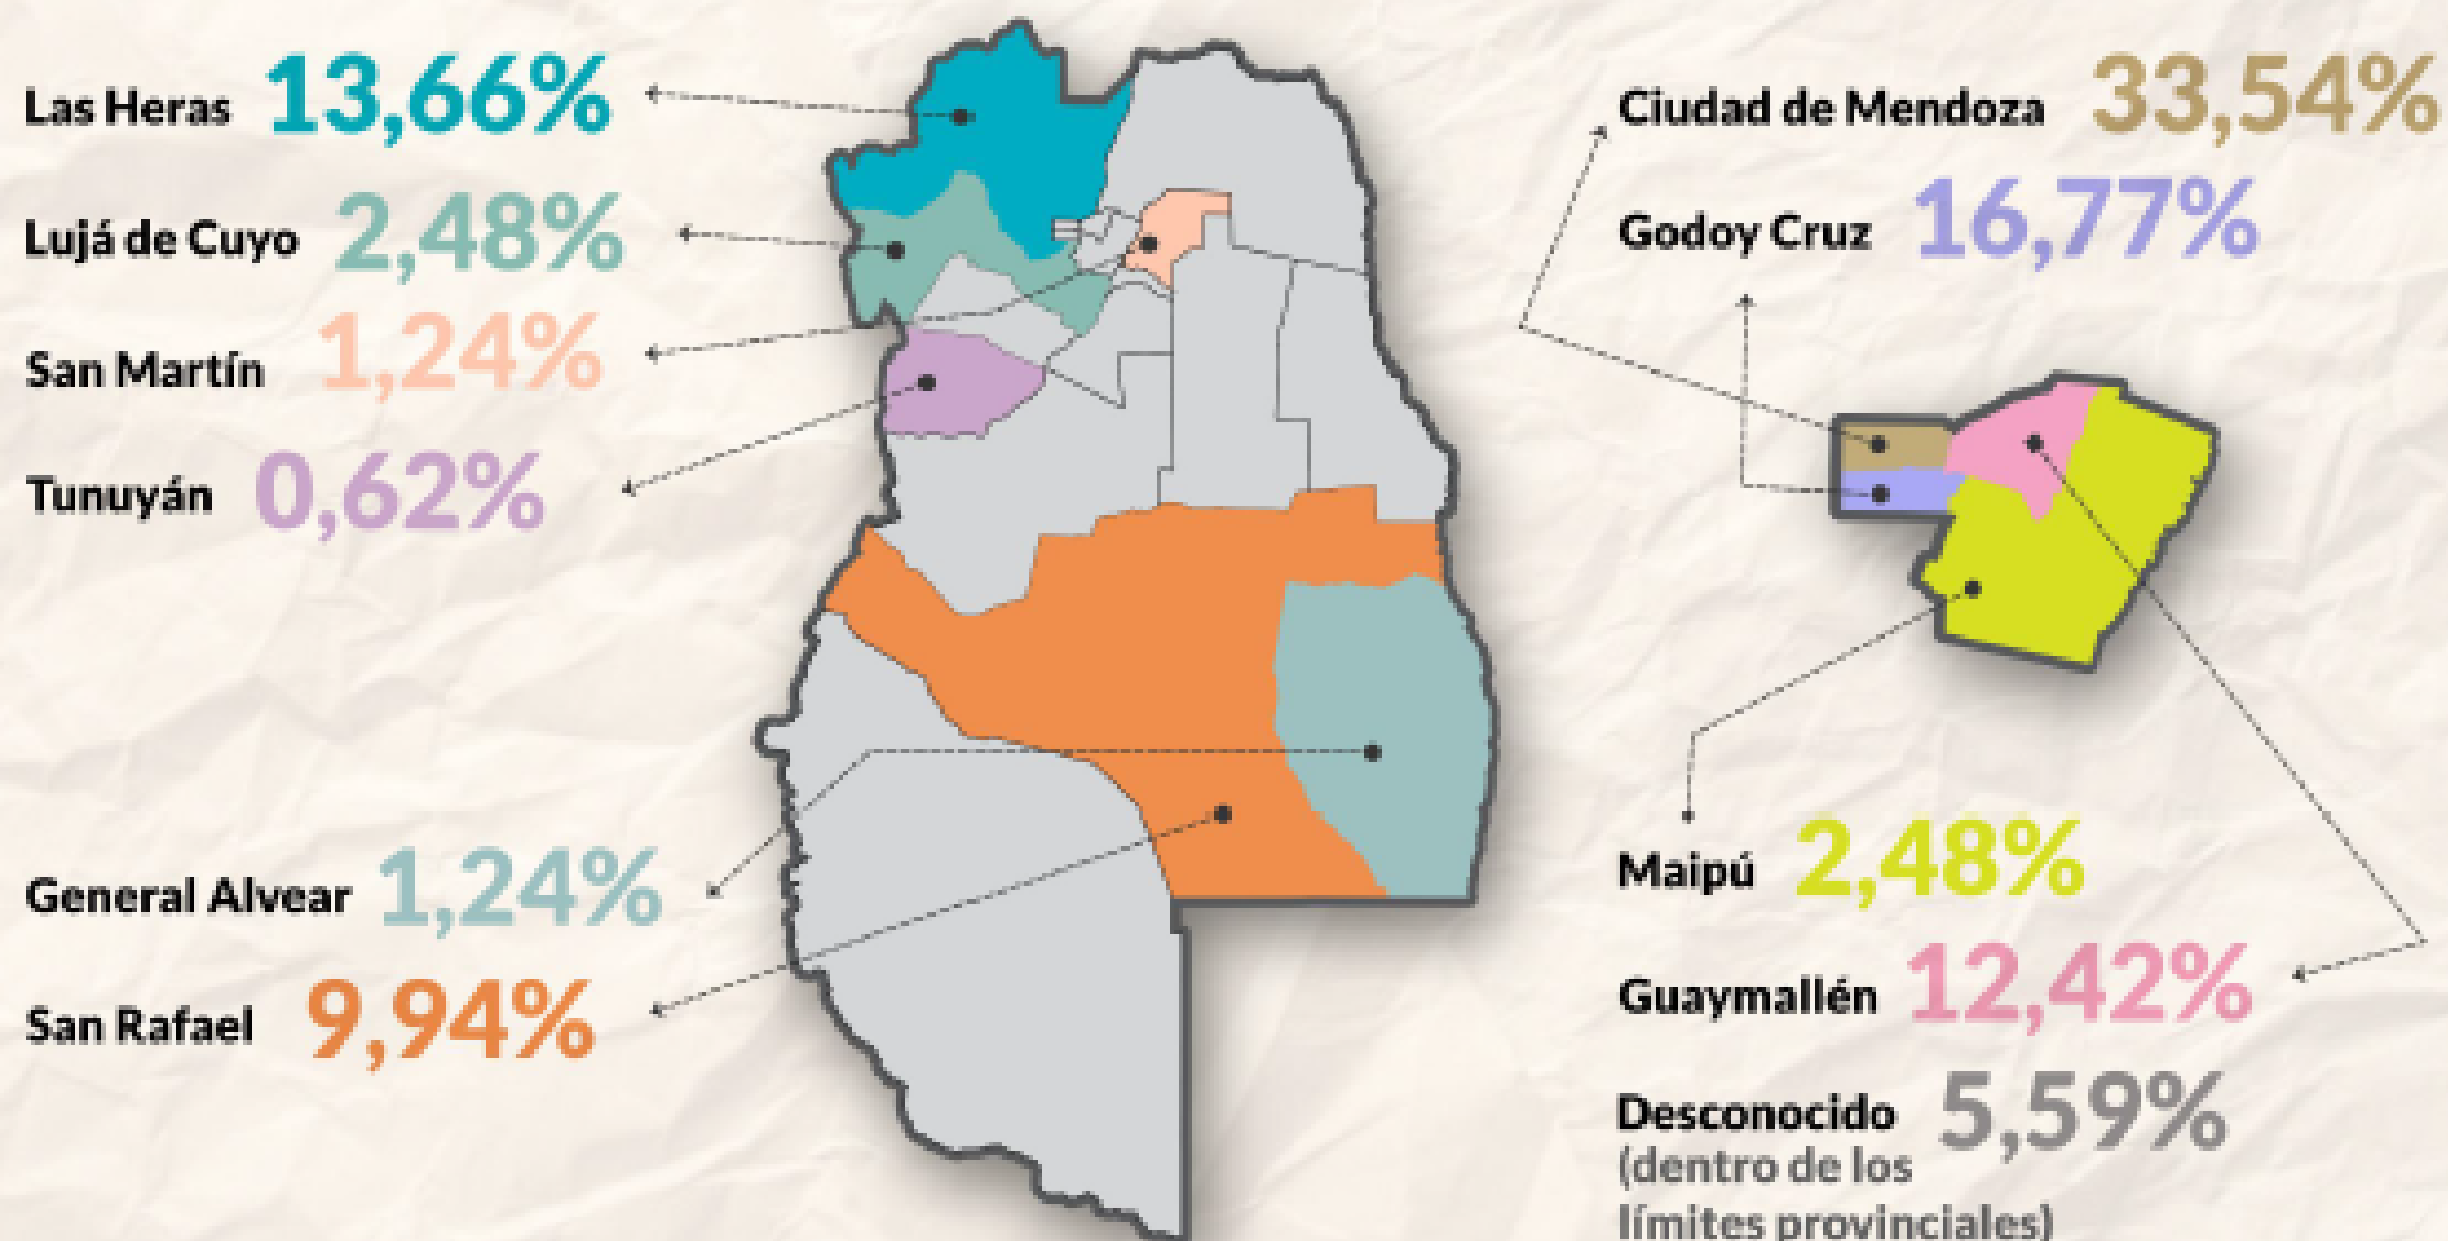 Las Heras 13,66%
Lujá de Cuyo 2,48%
San Martín 1,24%
Tunuyán 0,62%
General Alvear 1,24%
San Rafael 9,94%
Ciudad de Mendoza 33,54%
Godoy Cruz 16,77%
Maipú 2,48%
Guaymallén 12,42%
Desconocido 5,59%
(dentro de los
límites provinciales)